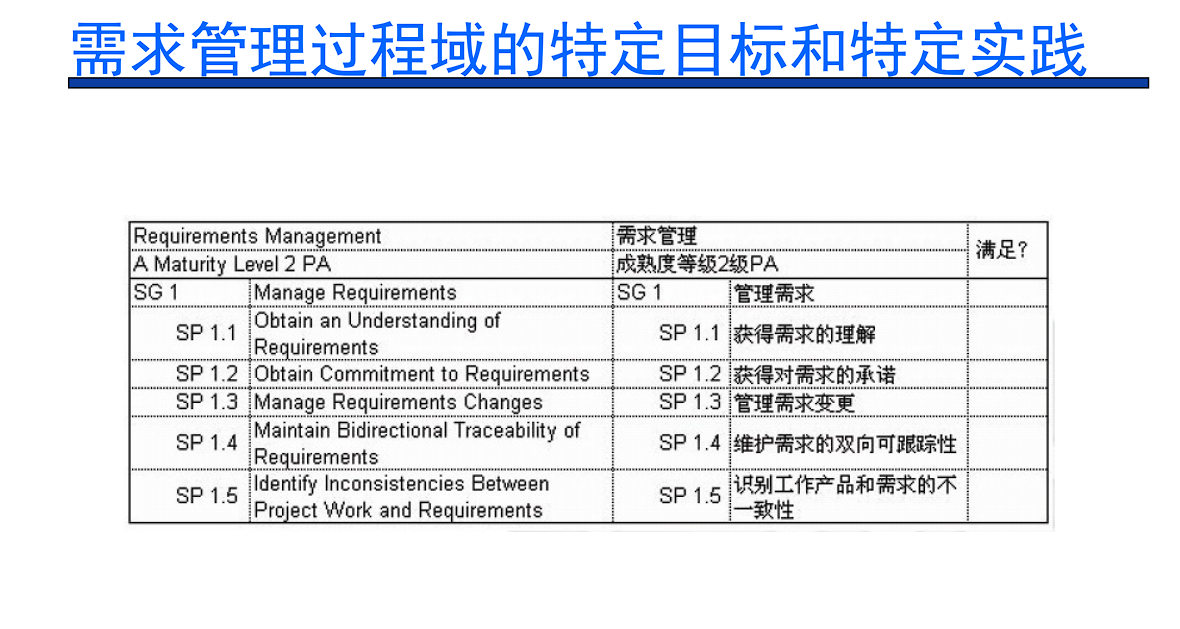 需求管理过程域的特定目标和特定实践
Requirements Management 需求管理 满足?
A Maturity Level 2 PA 成熟度等级2级PA
SG 1 Manage Requirements SG 1 管理需求
SP 1.1 Obtain an Understanding of
Requirements SP 1.1 获得需求的理解
SP 1.2 Obtain Commitment to Requirements SP 1.2 获得对需求的承诺
SP 1.3 Manage Requirements Changes SP 1.3 管理需求变更
SP 1.4 Maintain Bidirectional Traceability of
Requirements SP 1.4 维护需求的双向可跟踪性
SP 1.5 Identify Inconsistencies Between
Project Work and Requirements SP 1.5 识别工作产品和需求的不
一致性